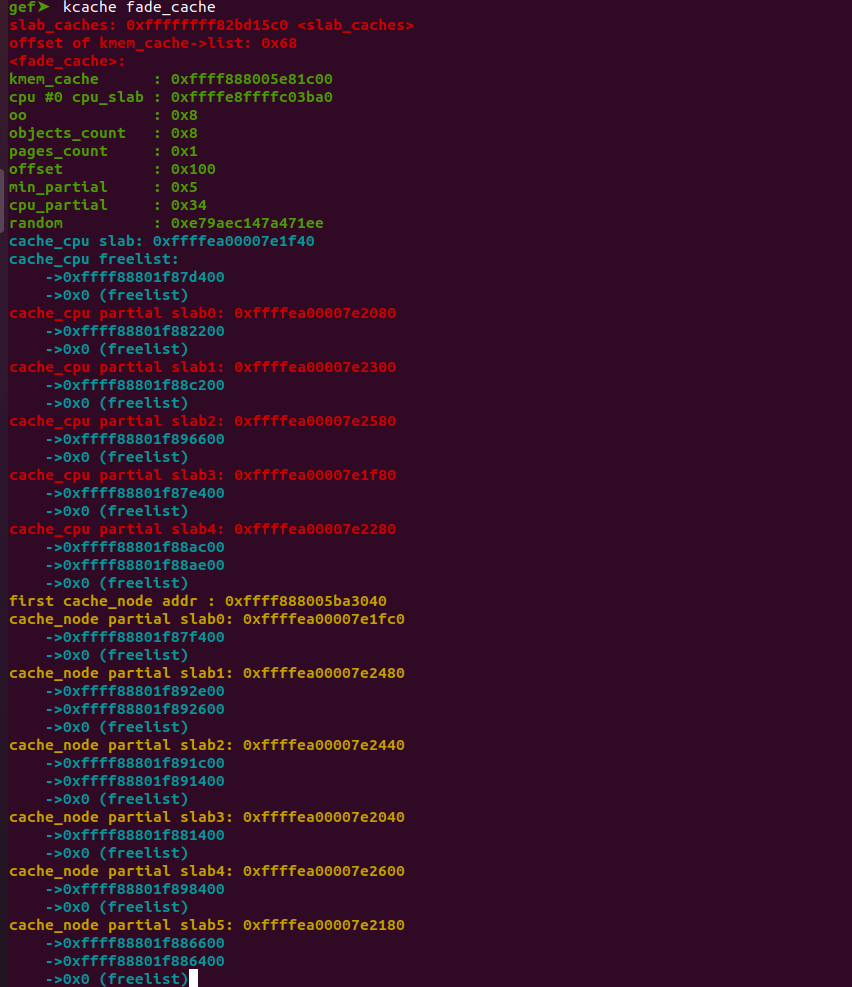 gef➤  kcache fade_cache
slab_caches: 0xffffffff82bd15c0 <slab_caches>
offset of kmem_cache->list: 0x68
<fade_cache>:
kmem_cache      : 0xffff888005e81c00
cpu #0 cpu_slab : 0xffffe8ffffc03ba0
oo              : 0x8
objects_count   : 0x8
pages_count     : 0x1
offset          : 0x100
min_partial     : 0x5
cpu_partial     : 0x34
random          : 0xe79aec147a471ee
cache_cpu slab: 0xffffea00007e1f40
cache_cpu freelist:
    ->0xffff88801f87d400
    ->0x0 (freelist)
cache_cpu partial slab0: 0xffffea00007e2080
    ->0xffff88801f882200
    ->0x0 (freelist)
cache_cpu partial slab1: 0xffffea00007e2300
    ->0xffff88801f88c200
    ->0x0 (freelist)
cache_cpu partial slab2: 0xffffea00007e2580
    ->0xffff88801f896600
    ->0x0 (freelist)
cache_cpu partial slab3: 0xffffea00007e1f80
    ->0xffff88801f87e400
    ->0x0 (freelist)
cache_cpu partial slab4: 0xffffea00007e2280
    ->0xffff88801f88ac00
    ->0xffff88801f88ae00
    ->0x0 (freelist)
first cache_node addr : 0xffff888005ba3040
cache_node partial slab0: 0xffffea00007e1fc0
    ->0xffff88801f87f400
    ->0x0 (freelist)
cache_node partial slab1: 0xffffea00007e2480
    ->0xffff88801f892e00
    ->0xffff88801f892600
    ->0x0 (freelist)
cache_node partial slab2: 0xffffea00007e2440
    ->0xffff88801f891c00
    ->0xffff88801f891400
    ->0x0 (freelist)
cache_node partial slab3: 0xffffea00007e2040
    ->0xffff88801f881400
    ->0x0 (freelist)
cache_node partial slab4: 0xffffea00007e2600
    ->0xffff88801f898400
    ->0x0 (freelist)
cache_node partial slab5: 0xffffea00007e2180
    ->0xffff88801f886600
    ->0xffff88801f886400
    ->0x0 (freelist)